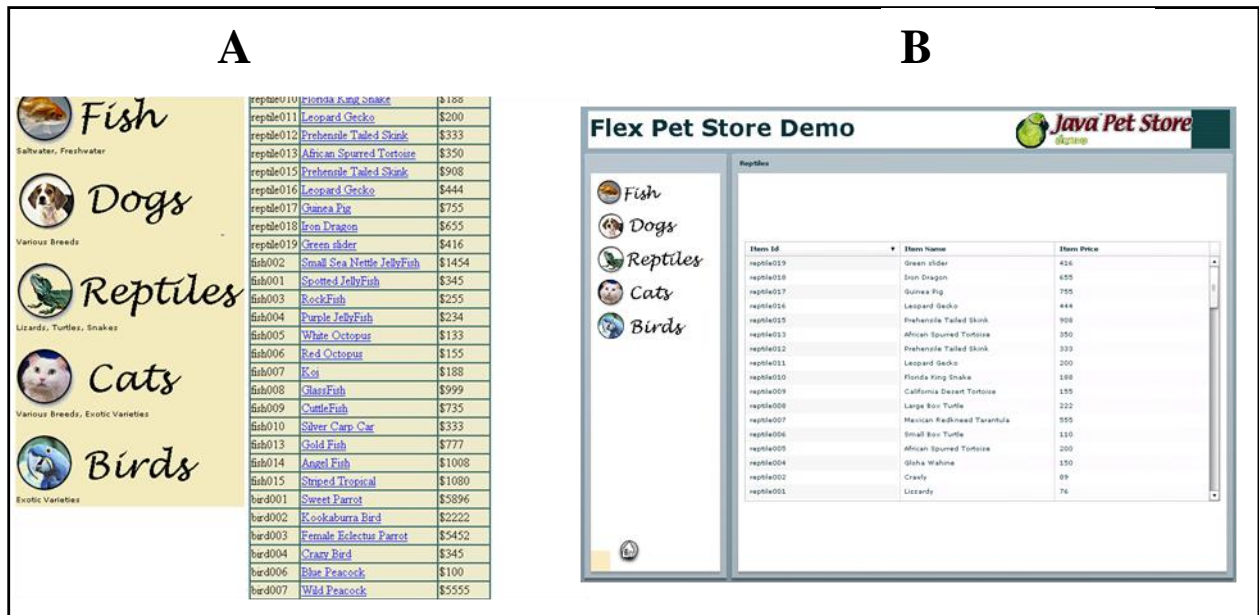 A
B
Fish
Saltwater, Freshwater
Dogs
Various Breeds
Reptiles
Lizards, Turtles, Snakes
Cats
Various Breeds, Exotic Varieties
Birds
Exotic Varieties
reptile010 Florida King Snake $188
reptile011 Leopard Gecko $200
reptile012 Prehensile Tailed Skink $333
reptile013 African Spurred Tortoise $350
reptile015 Prehensile Tailed Skink $908
reptile016 Leopard Gecko $444
reptile017 Guinea Pig $755
reptile018 Iron Dragon $655
reptile019 Green slider $416
fish002 Small Sea Nettle JellyFish $1454
fish001 Spotted JellyFish $345
fish003 RockFish $255
fish004 Purple JellyFish $234
fish005 White Octopus $133
fish006 Red Octopus $155
fish007 Koi $188
fish008 GlassFish $999
fish009 CuttleFish $735
fish010 Silver Carp Car $333
fish013 Gold Fish $777
fish014 Angel Fish $1008
fish015 Striped Tropical $1080
bird001 Sweet Parrot $5896
bird002 Kookaburra Bird $2222
bird003 Female Eclectus Parrot $5452
bird004 Crazy Bird $345
bird006 Blue Peacock $100
bird007 Wild Peacock $5555
Flex Pet Store Demo
Java Pet Store
Fish
Dogs
Reptiles
Cats
Birds
Reptiles
Item Id Item Name Item Price
reptile019 Green slider 416
reptile018 Iron Dragon 655
reptile017 Guinea Pig 755
reptile016 Leopard Gecko 444
reptile015 Prehensile Tailed Skink 908
reptile013 African Spurred Tortoise 350
reptile012 Prehensile Tailed Skink 333
reptile011 Leopard Gecko 200
reptile010 Florida King Snake 188
reptile009 California Desert Tortoise 155
reptile008 Large Box Turtle 222
reptile007 Mexican Redkneed Tarantula 555
reptile006 Small Box Turtle 110
reptile005 African Spurred Tortoise 200
reptile004 Gloha Wahine 150
reptile002 Crawly 89
reptile001 Lizzardy 76